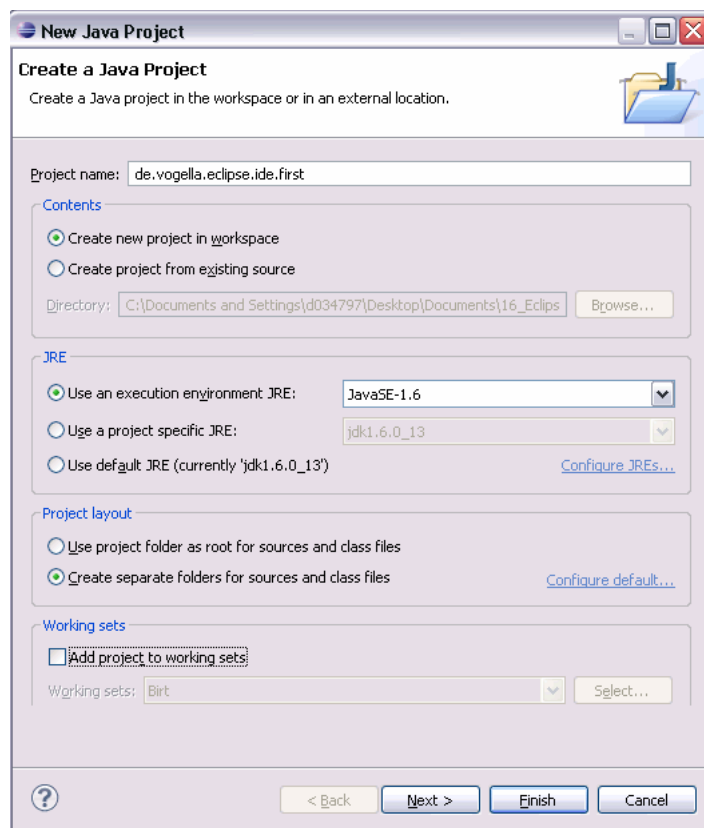 New Java Project
Create a Java Project
Create a Java project in the workspace or in an external location.
Project name: de.vogella.eclipse.ide.first
Contents
Create new project in workspace
Create project from existing source
Directory: C:\Documents and Settings\d034797\Desktop\Documents\16_Eclips Browse...
JRE
Use an execution environment JRE: JavaSE-1.6
Use a project specific JRE: jdk1.6.0_13
Use default JRE (currently 'jdk1.6.0_13') Configure JREs...
Project layout
Use project folder as root for sources and class files
Create separate folders for sources and class files Configure default...
Working sets
Add project to working sets
Working sets: Birt Select...
? < Back Next > Finish Cancel